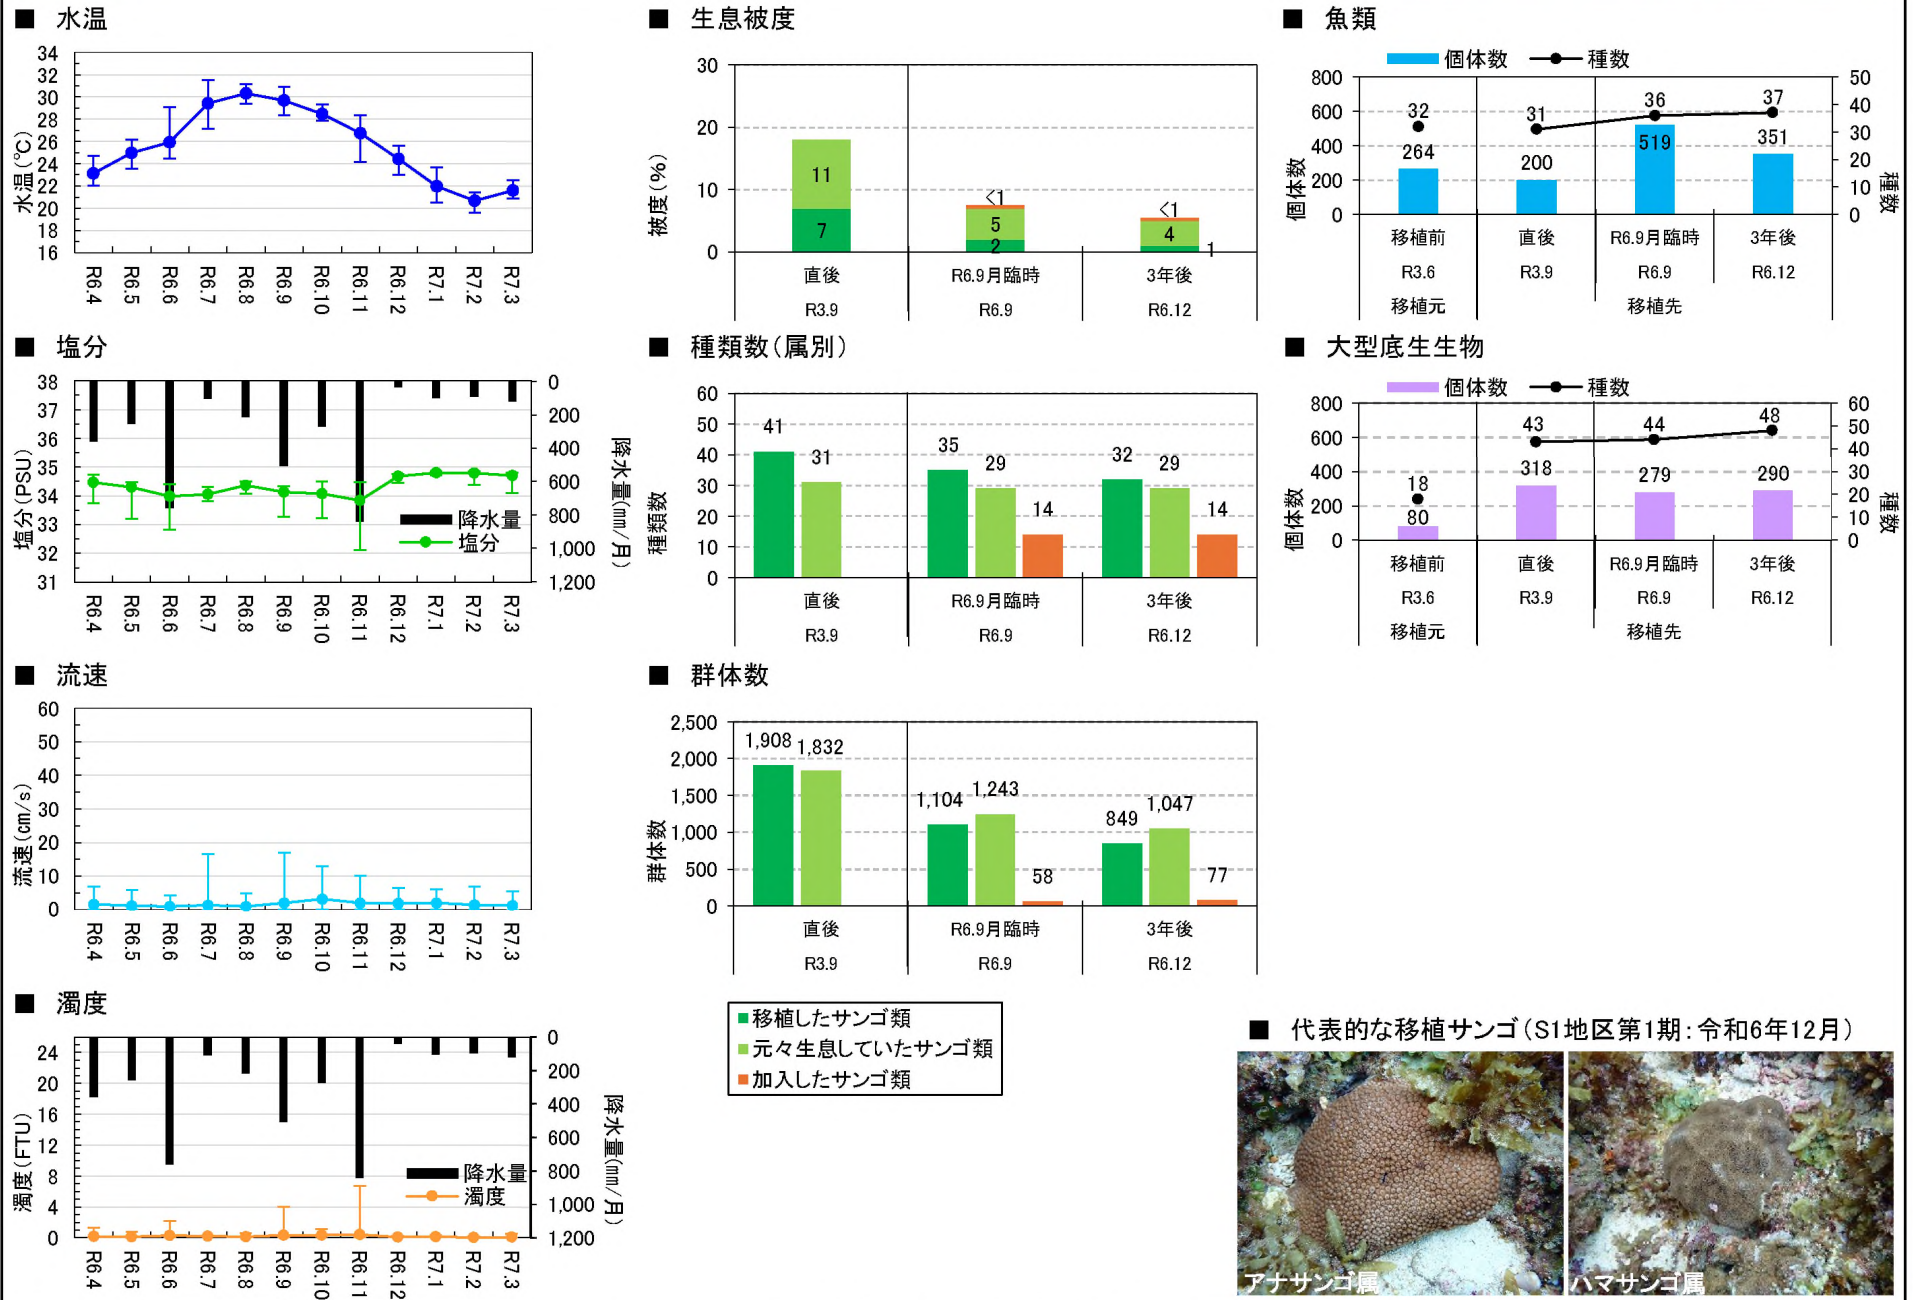 ■ 水温
34
32
30
28
26
24
22
20
18
16
水温(℃)
R6.4 R6.5 R6.6 R6.7 R6.8 R6.9 R6.10 R6.11 R6.12 R7.1 R7.2 R7.3
■ 塩分
38
37
36
35
34
33
32
31
塩分(PSU)
0
200
400
600
800
1,000
1,200
降水量(㎜/月)
降水量
塩分
R6.4 R6.5 R6.6 R6.7 R6.8 R6.9 R6.10 R6.11 R6.12 R7.1 R7.2 R7.3
■ 流速
60
50
40
30
20
10
0
流速(cm/s)
R6.4 R6.5 R6.6 R6.7 R6.8 R6.9 R6.10 R6.11 R6.12 R7.1 R7.2 R7.3
■ 濁度
24
20
16
12
8
4
0
濁度(FTU)
0
200
400
600
800
1,000
1,200
降水量(㎜/月)
降水量
濁度
R6.4 R6.5 R6.6 R6.7 R6.8 R6.9 R6.10 R6.11 R6.12 R7.1 R7.2 R7.3
■ 生息被度
30
20
10
0
被度(%)
11
7
<1
5
2
<1
4
1
直後 R6.9月臨時 3年後
R3.9 R6.9 R6.12
■ 種類数(属別)
60
50
40
30
20
10
0
種類数
41 31
35 29 14
32 29 14
直後 R6.9月臨時 3年後
R3.9 R6.9 R6.12
■ 群体数
2,500
2,000
1,500
1,000
500
0
群体数
1,908 1,832
1,104 1,243 58
849 1,047 77
直後 R6.9月臨時 3年後
R3.9 R6.9 R6.12
移植したサンゴ類
元々生息していたサンゴ類
加入したサンゴ類
■ 魚類
個体数 種数
800
600
400
200
0
個体数
50
40
30
20
10
0
種数
32 31 36 37
264 200 519 351
移植前 直後 R6.9月臨時 3年後
R3.6 R3.9 R6.9 R6.12
移植元 移植先
■ 大型底生生物
個体数 種数
800
600
400
200
0
個体数
60
50
40
30
20
10
0
種数
18 43 44 48
80 318 279 290
移植前 直後 R6.9月臨時 3年後
R3.6 R3.9 R6.9 R6.12
移植元 移植先
■ 代表的な移植サンゴ(S1地区第1期:令和6年12月)
アナサンゴ属 ハマサンゴ属